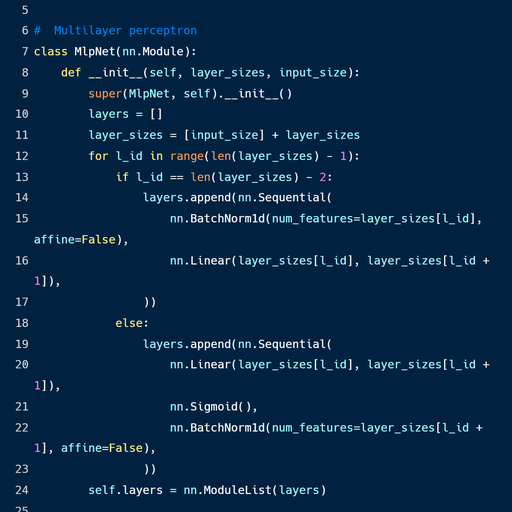 5
6 #  Multilayer perceptron
7 class MlpNet(nn.Module):
8     def __init__(self, layer_sizes, input_size):
9         super(MlpNet, self).__init__()
10         layers = []
11         layer_sizes = [input_size] + layer_sizes
12         for l_id in range(len(layer_sizes) - 1):
13             if l_id == len(layer_sizes) - 2:
14                 layers.append(nn.Sequential(
15                     nn.BatchNorm1d(num_features=layer_sizes[l_id],
affine=False),
16                     nn.Linear(layer_sizes[l_id], layer_sizes[l_id +
1]),
17                 ))
18             else:
19                 layers.append(nn.Sequential(
20                     nn.Linear(layer_sizes[l_id], layer_sizes[l_id +
1]),
21                     nn.Sigmoid(),
22                     nn.BatchNorm1d(num_features=layer_sizes[l_id +
1], affine=False),
23                 ))
24         self.layers = nn.ModuleList(layers)
25